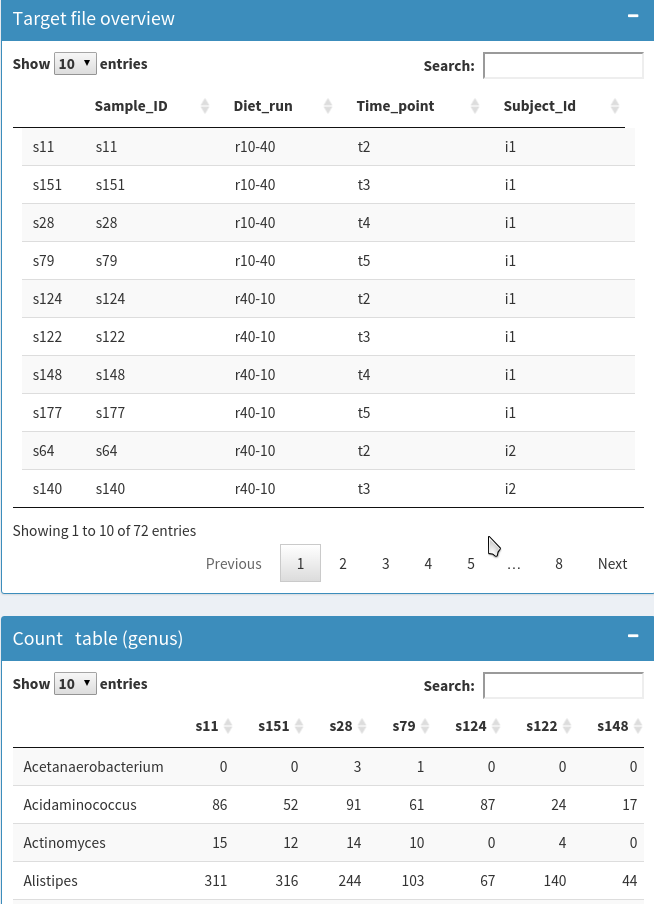 Target file overview
Show 10 entries Search:
Sample_ID Diet_run Time_point Subject_Id
s11 s11 r10-40 t2 i1
s151 s151 r10-40 t3 i1
s28 s28 r10-40 t4 i1
s79 s79 r10-40 t5 i1
s124 s124 r40-10 t2 i1
s122 s122 r40-10 t3 i1
s148 s148 r40-10 t4 i1
s177 s177 r40-10 t5 i1
s64 s64 r40-10 t2 i2
s140 s140 r40-10 t3 i2
Showing 1 to 10 of 72 entries
Previous 1 2 3 4 5 … 8 Next
Count table (genus)
Show 10 entries Search:
s11 s151 s28 s79 s124 s122 s148
Acetanaerobacterium 0 0 3 1 0 0 0
Acidaminococcus 86 52 91 61 87 24 17
Actinomyces 15 12 14 10 0 4 0
Alistipes 311 316 244 103 67 140 44